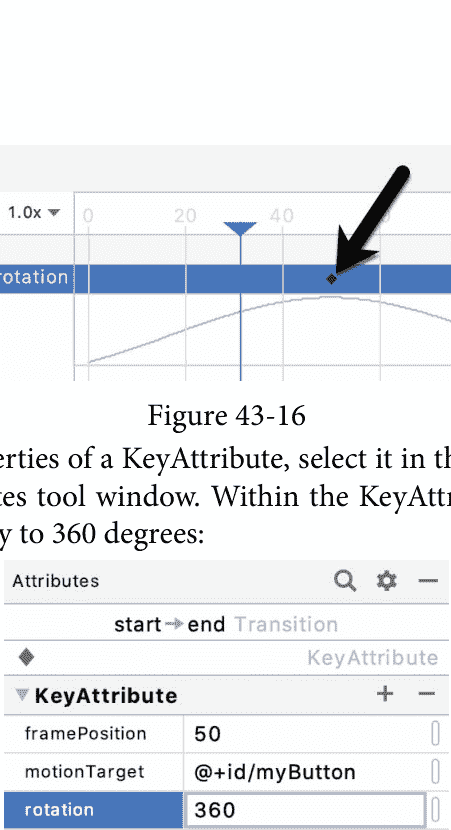 1.0x
0 20 40
rotation
Figure 43-16
erties of a KeyAttribute, select it in th
tes tool window. Within the KeyAttr
y to 360 degrees:
Attributes
start end Transition
KeyAttribute
KeyAttribute + −
framePosition 50
motionTarget @+id/myButton
rotation 360